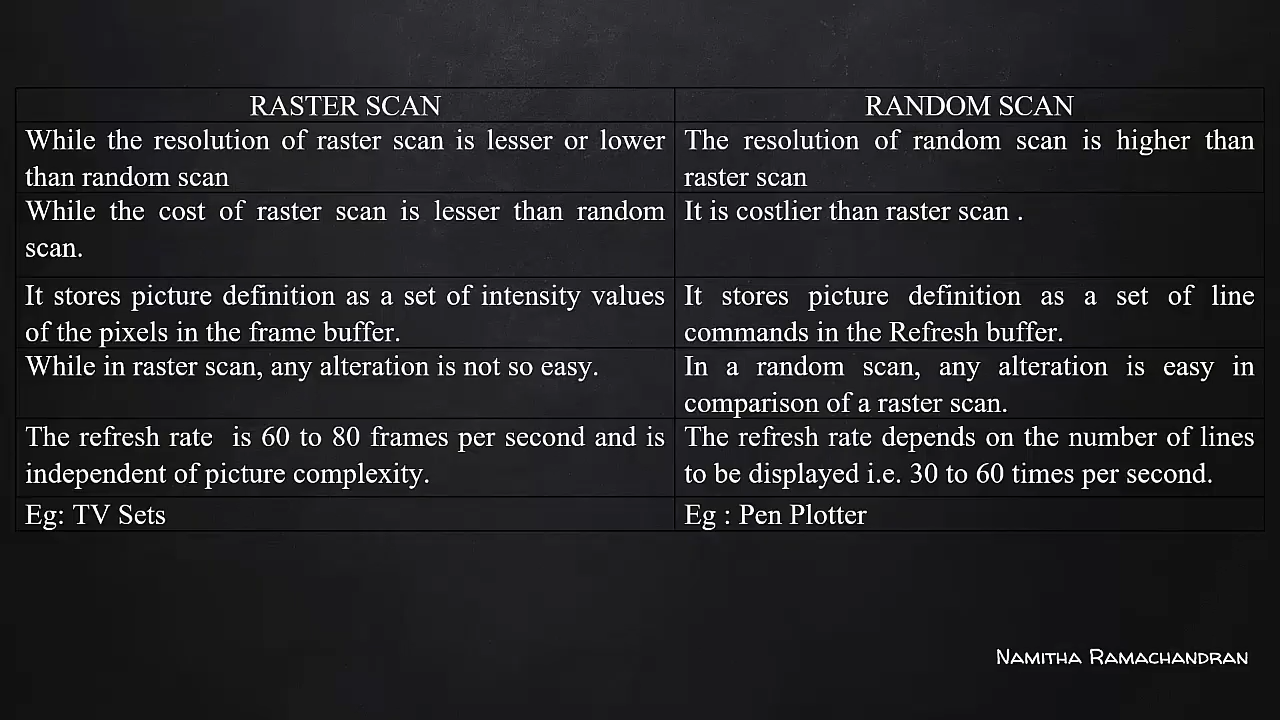 RASTER SCAN
RANDOM SCAN
While the resolution of raster scan is lesser or lower
than random scan
The resolution of random scan is higher than
raster scan
While the cost of raster scan is lesser than random
scan.
It is costlier than raster scan .
It stores picture definition as a set of intensity values
of the pixels in the frame buffer.
It stores picture definition as a set of line
commands in the Refresh buffer.
While in raster scan, any alteration is not so easy.
In a random scan, any alteration is easy in
comparison of a raster scan.
The refresh rate  is 60 to 80 frames per second and is
independent of picture complexity.
The refresh rate depends on the number of lines
to be displayed i.e. 30 to 60 times per second.
Eg: TV Sets
Eg : Pen Plotter
Namitha Ramachandran